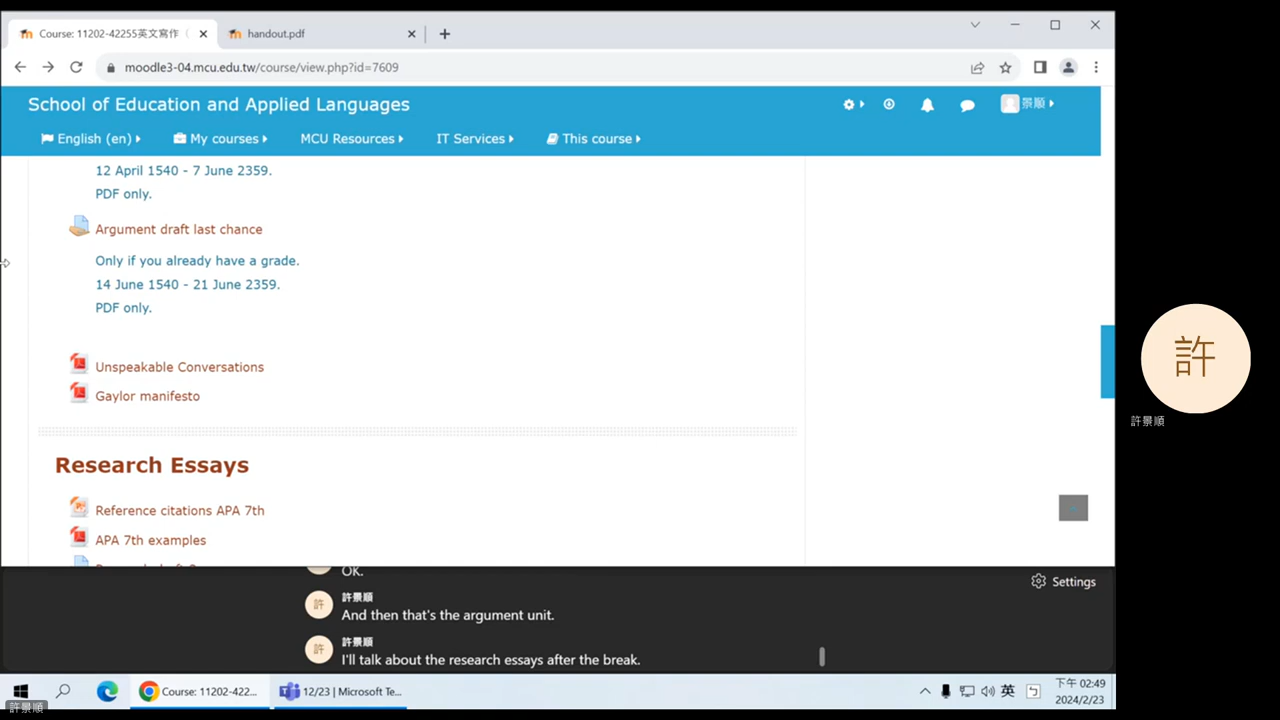 Course: 11202-42255英文寫作（
handout.pdf
moodle3-04.mcu.edu.tw/course/view.php?id=7609
School of Education and Applied Languages
景順
English (en)
My courses
MCU Resources
IT Services
This course
12 April 1540 - 7 June 2359.
PDF only.
Argument draft last chance
Only if you already have a grade.
14 June 1540 - 21 June 2359.
PDF only.
Unspeakable Conversations
Gaylor manifesto
Research Essays
Reference citations APA 7th
APA 7th examples
許
許景順
OK.
Settings
許
許景順
And then that's the argument unit.
許
許景順
I'll talk about the research essays after the break.
Course: 11202-422...
12/23 | Microsoft Te...
英
下午 02:49
2024/2/23
許景順